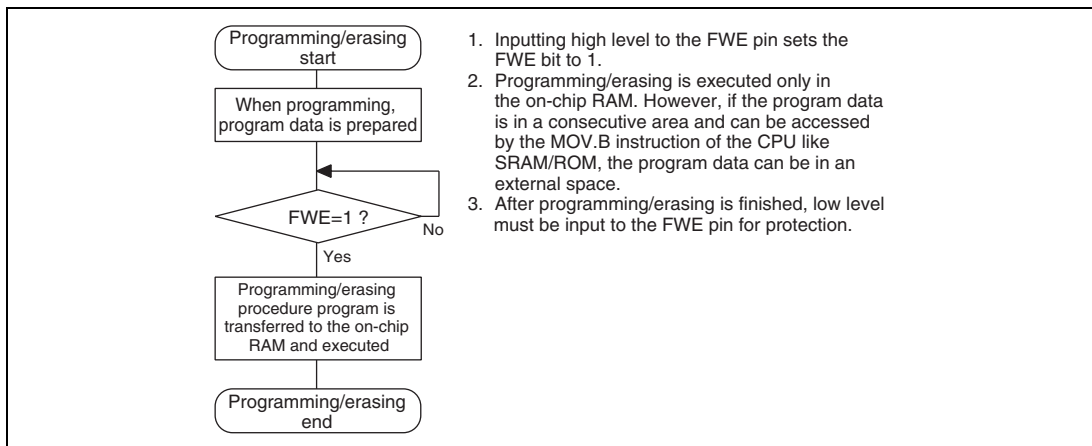 Programming/erasing
start
When programming,
program data is prepared
FWE=1 ?
No
Yes
Programming/erasing
procedure program is
transferred to the on-chip
RAM and executed
Programming/erasing
end
1. Inputting high level to the FWE pin sets the
FWE bit to 1.
2. Programming/erasing is executed only in
the on-chip RAM. However, if the program data
is in a consecutive area and can be accessed
by the MOV.B instruction of the CPU like
SRAM/ROM, the program data can be in an
external space.
3. After programming/erasing is finished, low level
must be input to the FWE pin for protection.